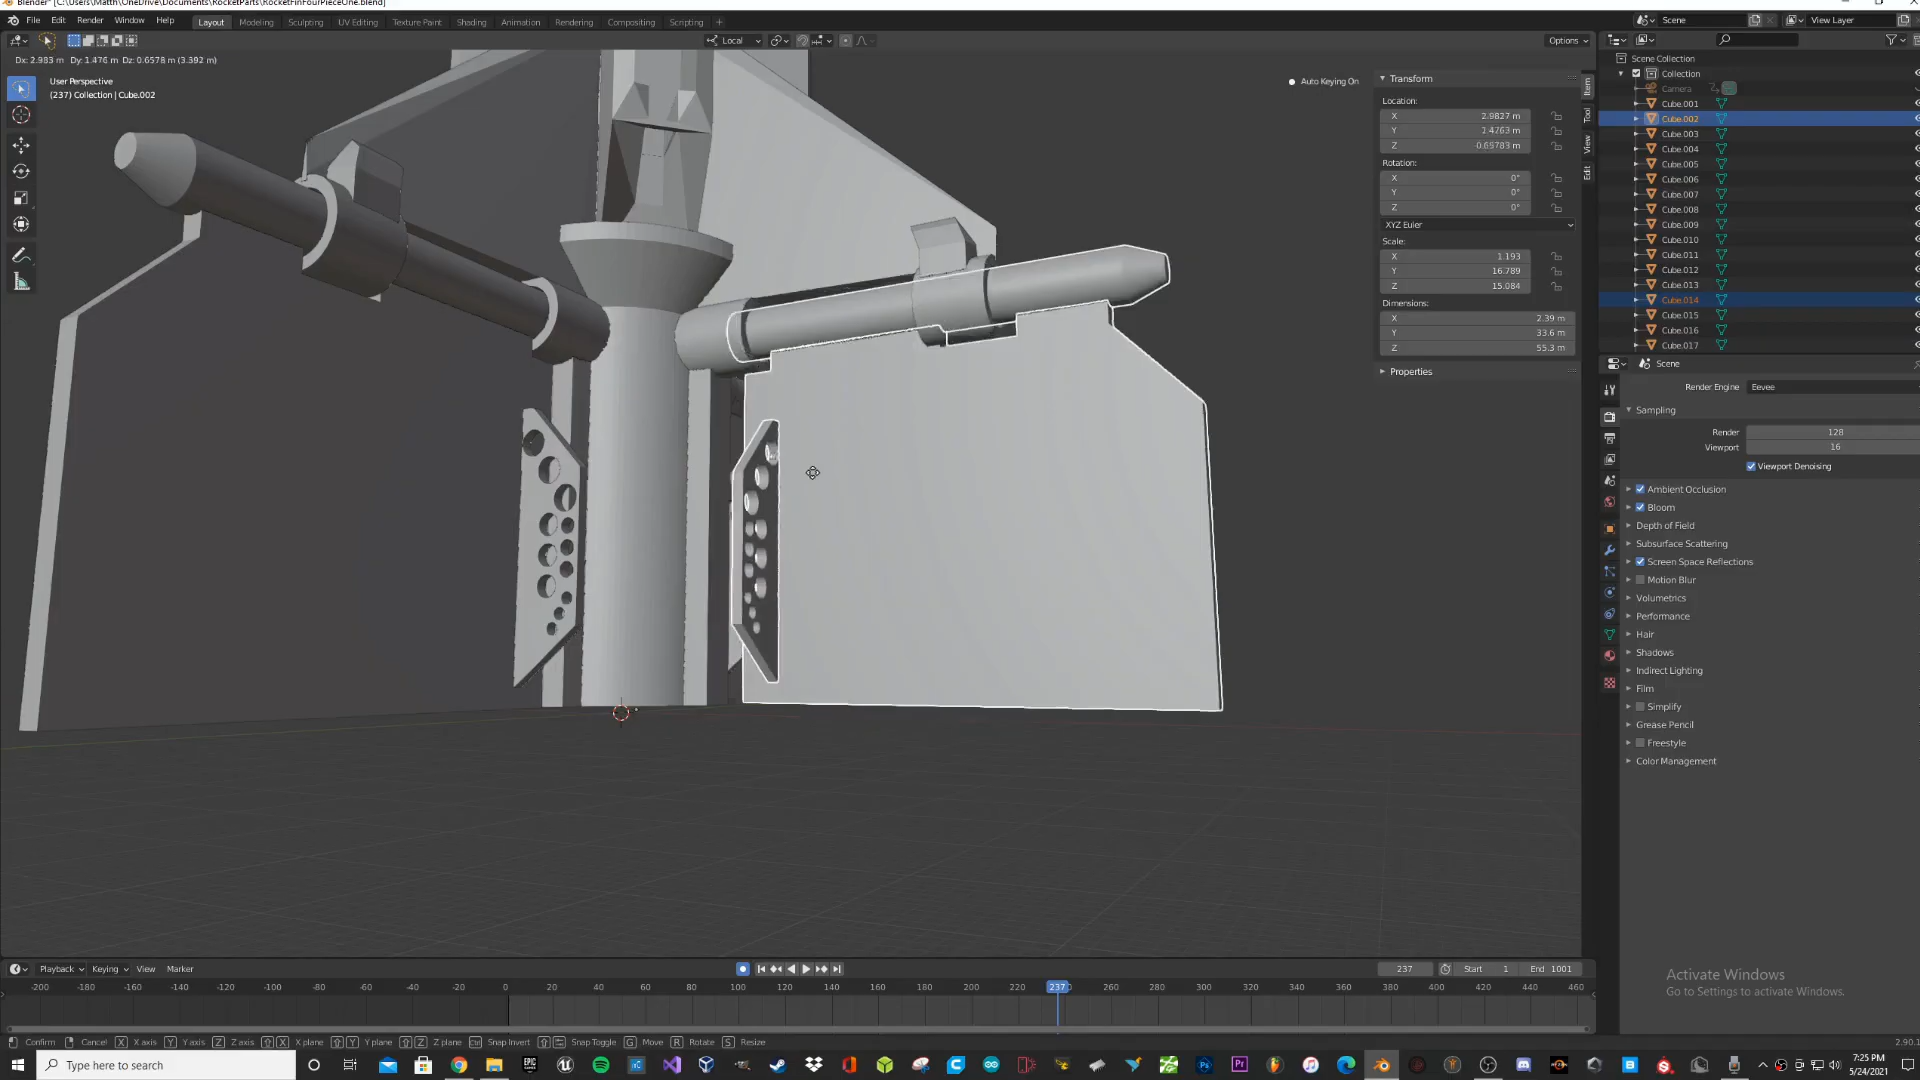 Blender* [C:\Users\Matth\OneDrive\Documents\RocketParts\RocketFinFourPieceOne.blend]
File Edit Render Window Help Layout Modeling Sculpting UV Editing Texture Paint Shading Animation Rendering Compositing Scripting + Scene View Layer
Local Options
Dx: 2.983 m Dy: 1.476 m Dz: 0.6578 m (3.392 m)
User Perspective
(237) Collection | Cube.002
Auto Keying On
Transform
Location:
X 2.9827 m
Y 1.4763 m
Z 0.65783 m
Rotation:
X 0°
Y 0°
Z 0°
XYZ Euler
Scale:
X 1.193
Y 16.789
Z 15.084
Dimensions:
X 2.39 m
Y 33.6 m
Z 55.3 m
Properties
Item
Tool
View
Edit
Scene Collection
Collection
Camera
Cube.001
Cube.002
Cube.003
Cube.004
Cube.005
Cube.006
Cube.007
Cube.008
Cube.009
Cube.010
Cube.011
Cube.012
Cube.013
Cube.014
Cube.015
Cube.016
Cube.017
Scene
Render Engine Eevee
Sampling
Render 128
Viewport 16
Viewport Denoising
Ambient Occlusion
Bloom
Depth of Field
Subsurface Scattering
Screen Space Reflections
Motion Blur
Volumetrics
Performance
Hair
Shadows
Indirect Lighting
Film
Simplify
Grease Pencil
Freestyle
Color Management
Activate Windows
Go to Settings to activate Windows.
Playback Keying View Marker 237 Start 1 End 1001
-200 -180 -160 -140 -120 -100 -80 -60 -40 -20 0 20 40 60 80 100 120 140 160 180 200 220 237 260 280 300 320 340 360 380 400 420 440 460
Confirm Cancel X X axis Y Y axis Z Z axis X X plane Y Y plane Z Z plane Ctrl Snap Invert Snap Toggle G Move R Rotate S Resize 2.90.1
Type here to search
7:25 PM
5/24/2021